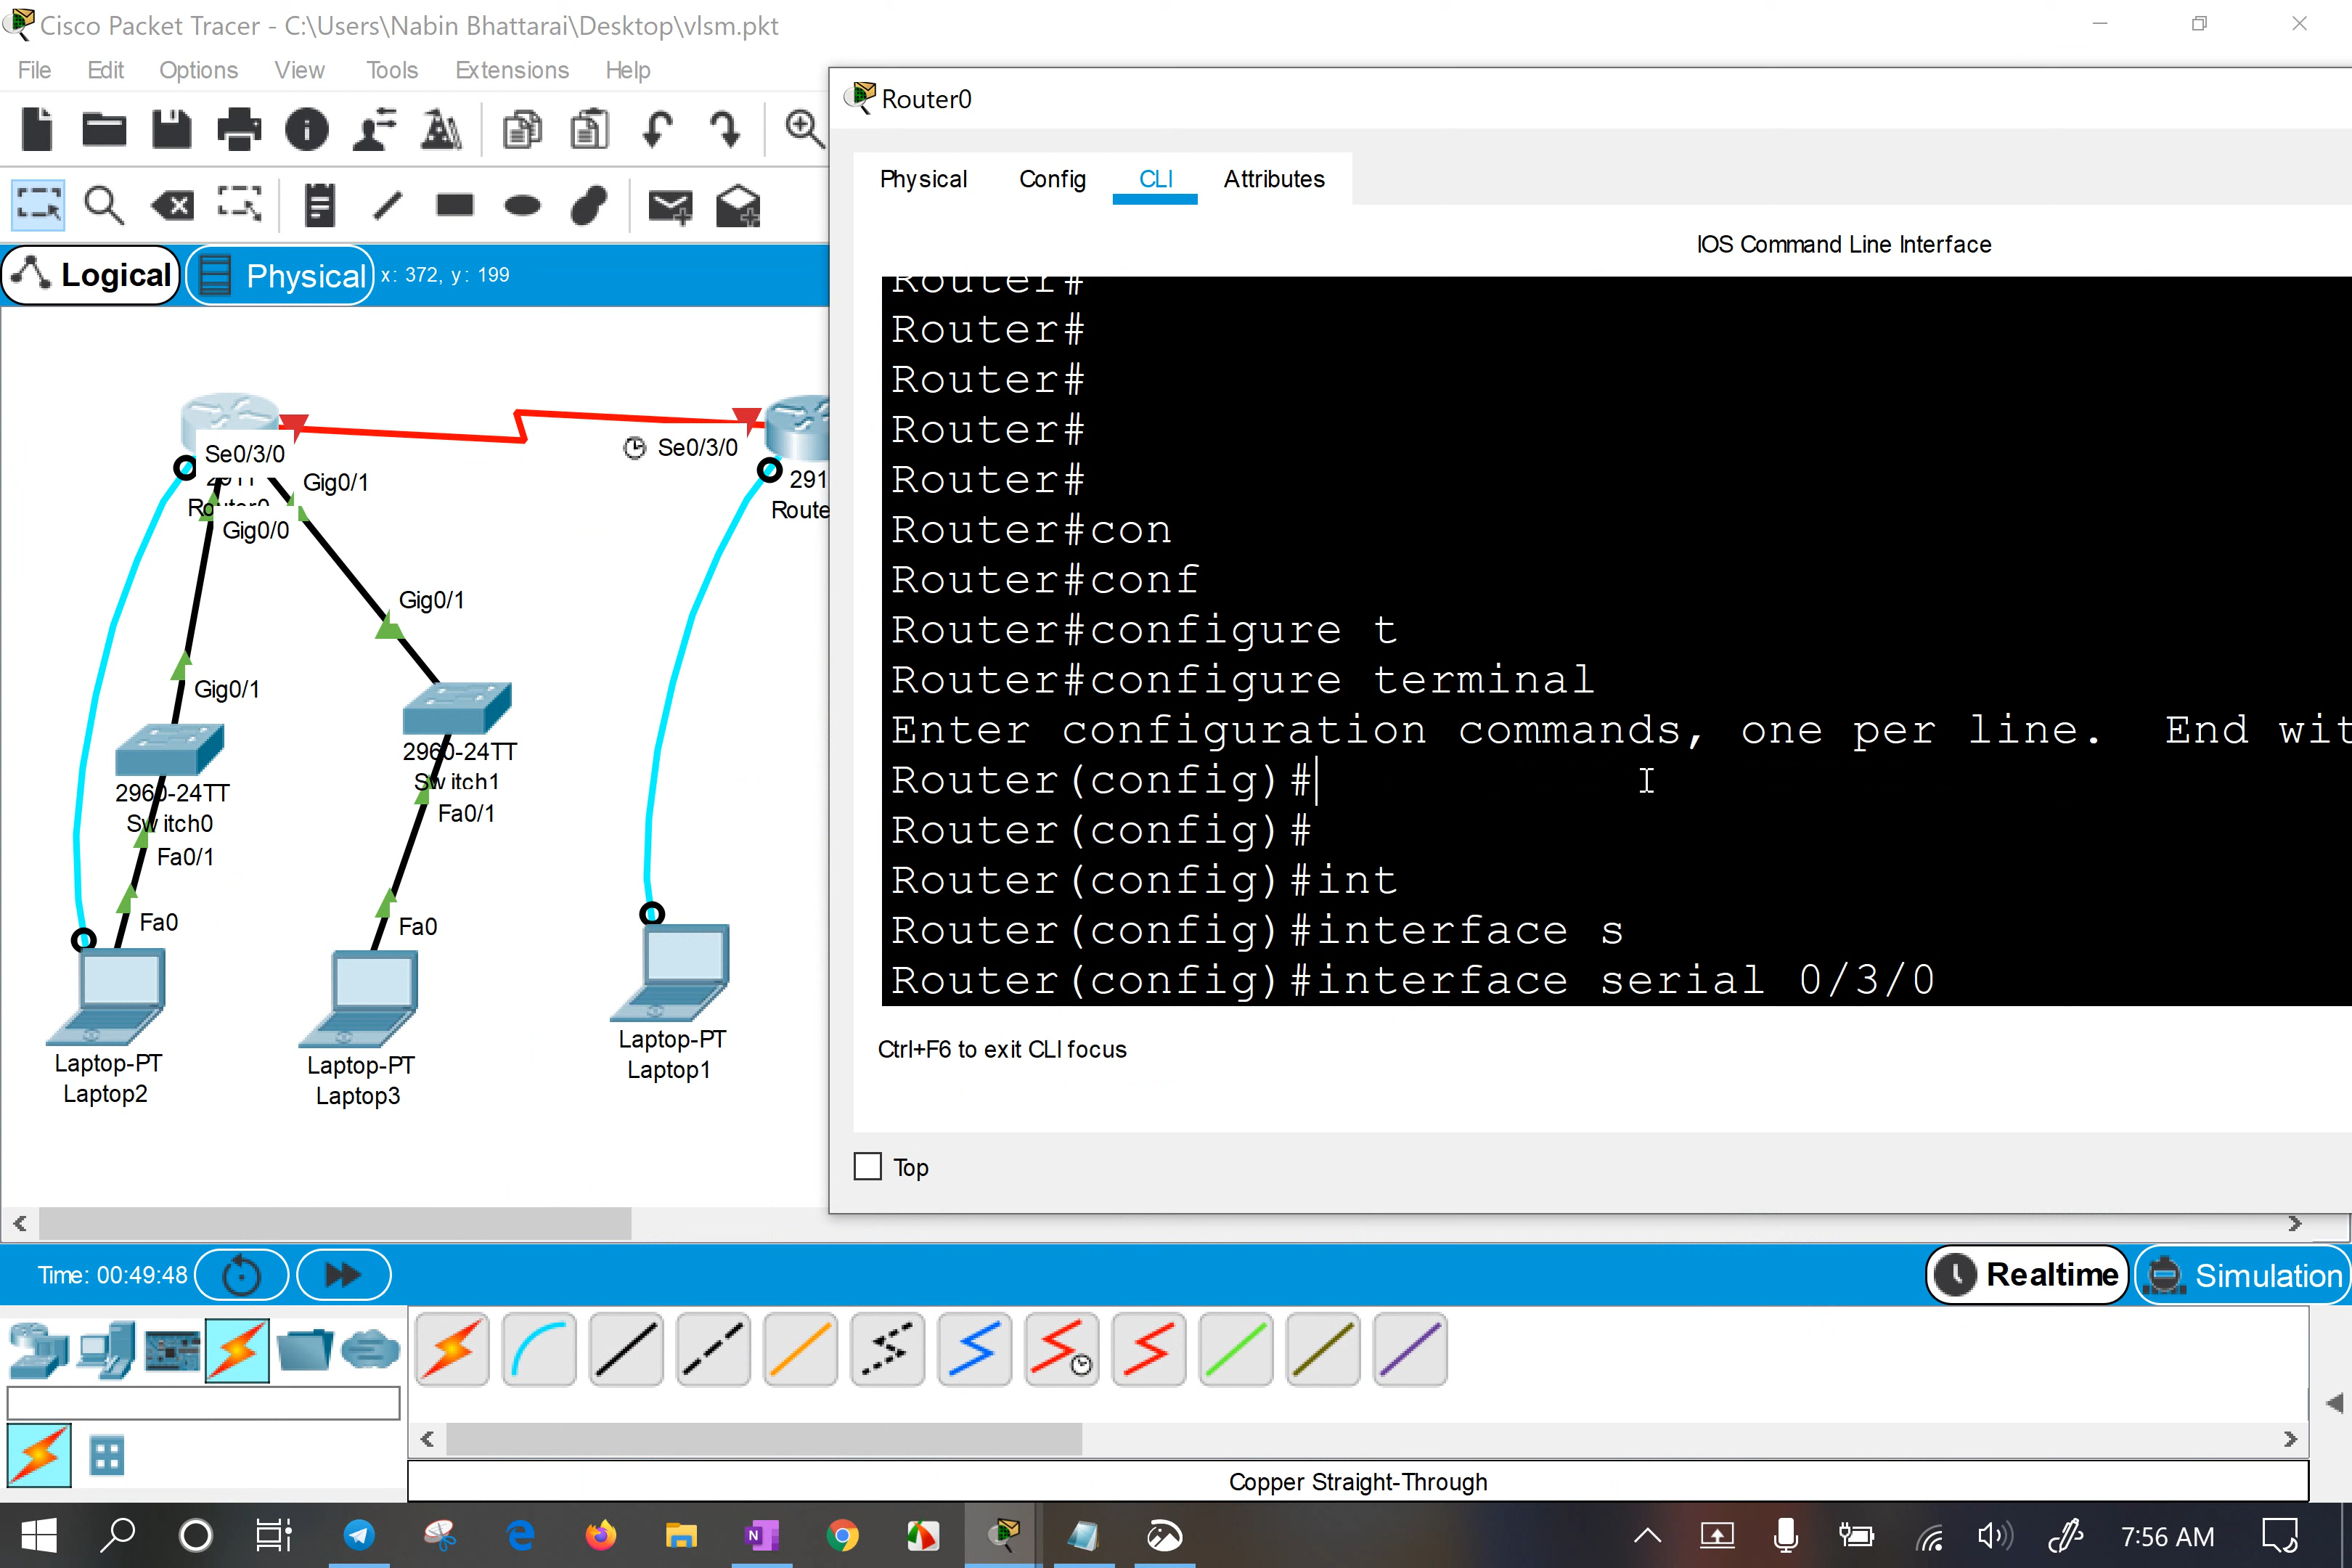 Cisco Packet Tracer - C:\Users\Nabin Bhattarai\Desktop\vlsm.pkt
File Edit Options View Tools Extensions Help
Router0
Physical Config CLI Attributes
IOS Command Line Interface
Logical Physical x: 372, y: 199
Router#
Router#
Router#
Router#
Router#
Router#con
Router#conf
Router#configure t
Router#configure terminal
Enter configuration commands, one per line. End wit
Router(config)#
Router(config)#
Router(config)#int
Router(config)#interface s
Router(config)#interface serial 0/3/0
Ctrl+F6 to exit CLI focus
Top
Se0/3/0
Gig0/1
Gig0/0
Se0/3/0
291
Route
Gig0/1
Gig0/1
2960-24TT
Switch1
Fa0/1
2960-24TT
Switch0
Fa0/1
Fa0
Fa0
Laptop-PT
Laptop2
Laptop-PT
Laptop3
Laptop-PT
Laptop1
Time: 00:49:48
Realtime Simulation
Copper Straight-Through
7:56 AM